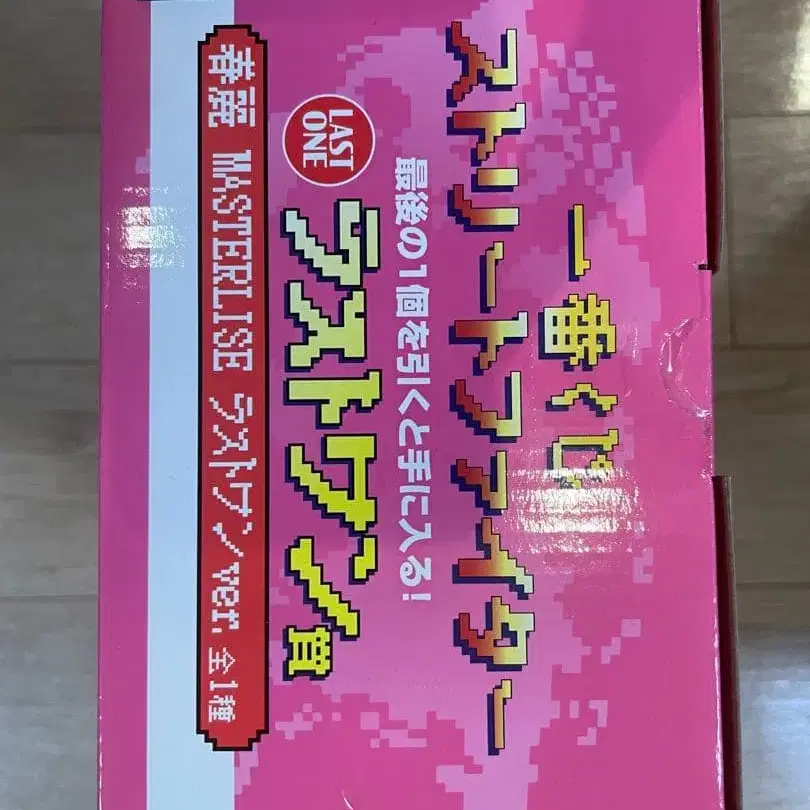 一番くじ
ストリートファイター
最後の1個を引くと手に入る!
LAST
ONE
ラストワン賞
春麗 MASTERLISE ラストワンver. 全1種